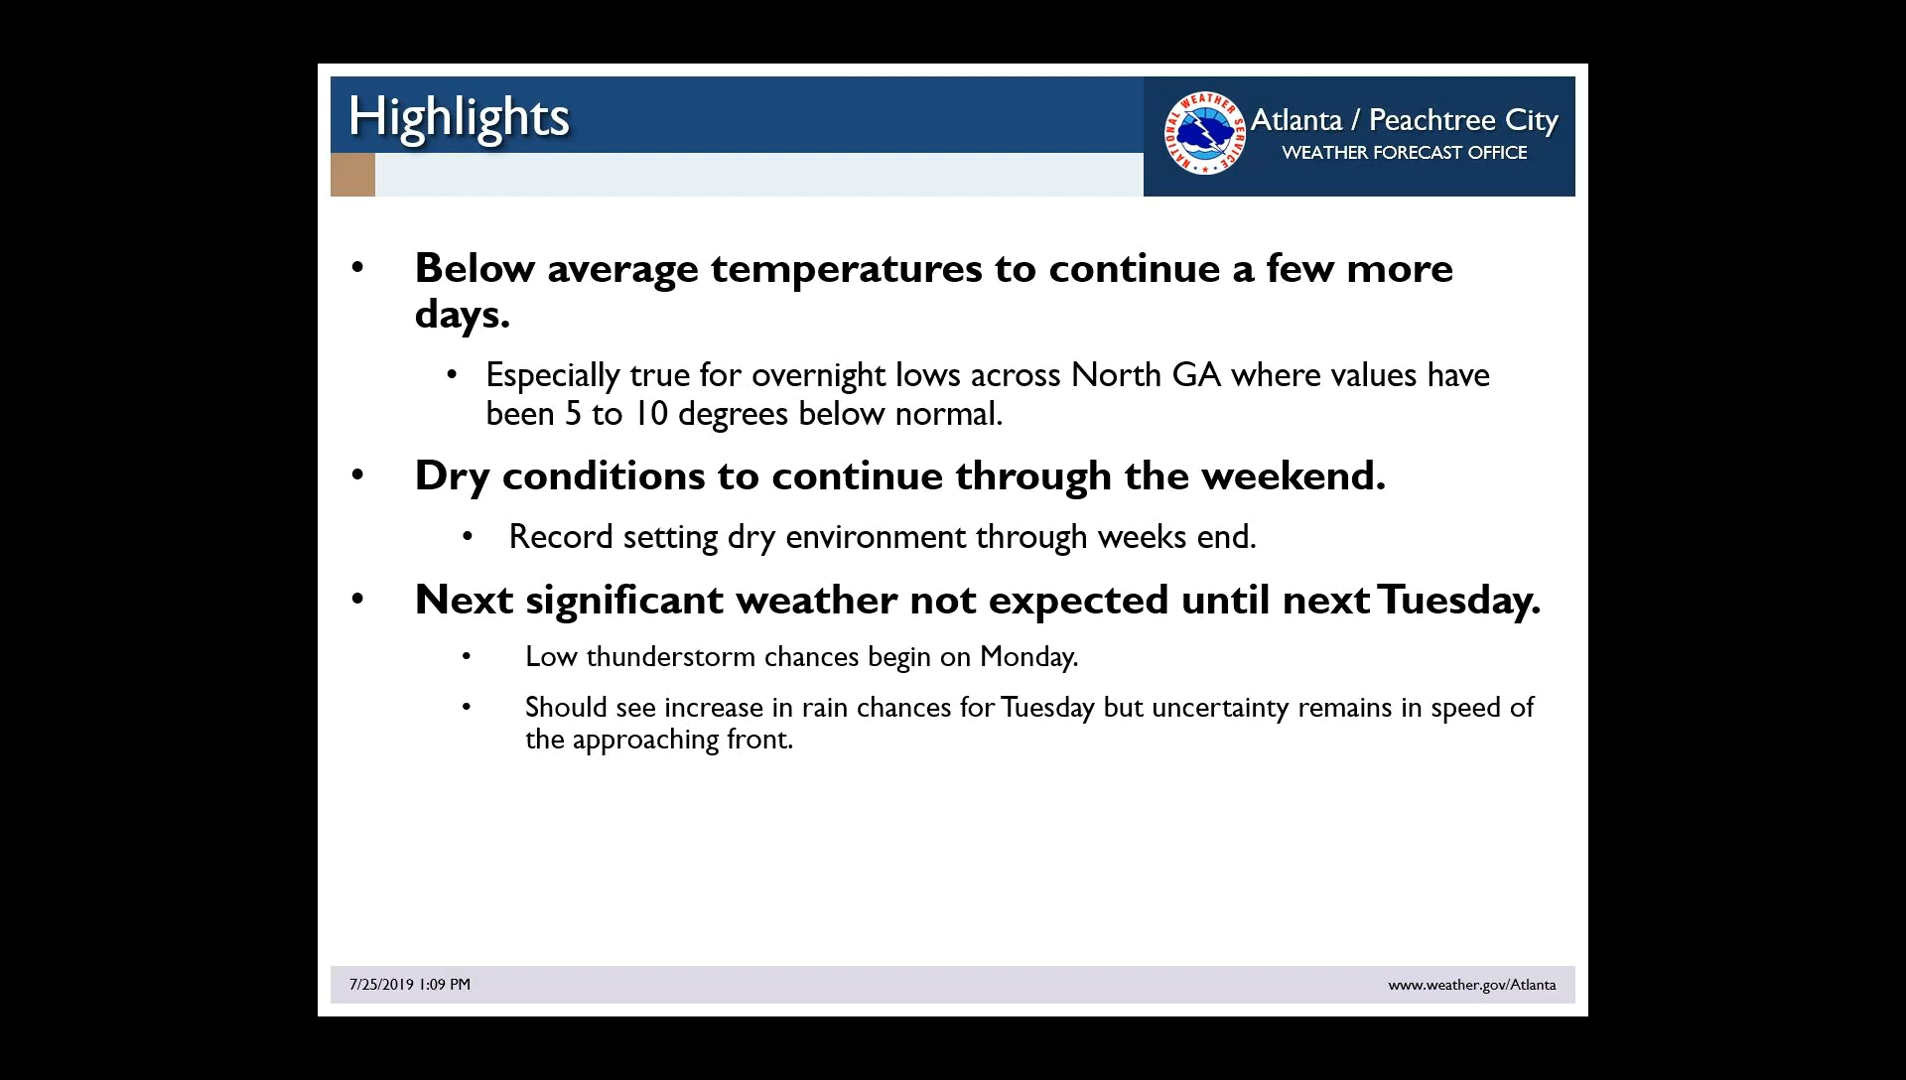 Highlights
NATIONAL WEATHER SERVICE
Atlanta / Peachtree City
WEATHER FORECAST OFFICE
• Below average temperatures to continue a few more
days.
• Especially true for overnight lows across North GA where values have
been 5 to 10 degrees below normal.
• Dry conditions to continue through the weekend.
• Record setting dry environment through weeks end.
• Next significant weather not expected until next Tuesday.
• Low thunderstorm chances begin on Monday.
• Should see increase in rain chances for Tuesday but uncertainty remains in speed of
the approaching front.
7/25/2019 1:09 PM
www.weather.gov/Atlanta